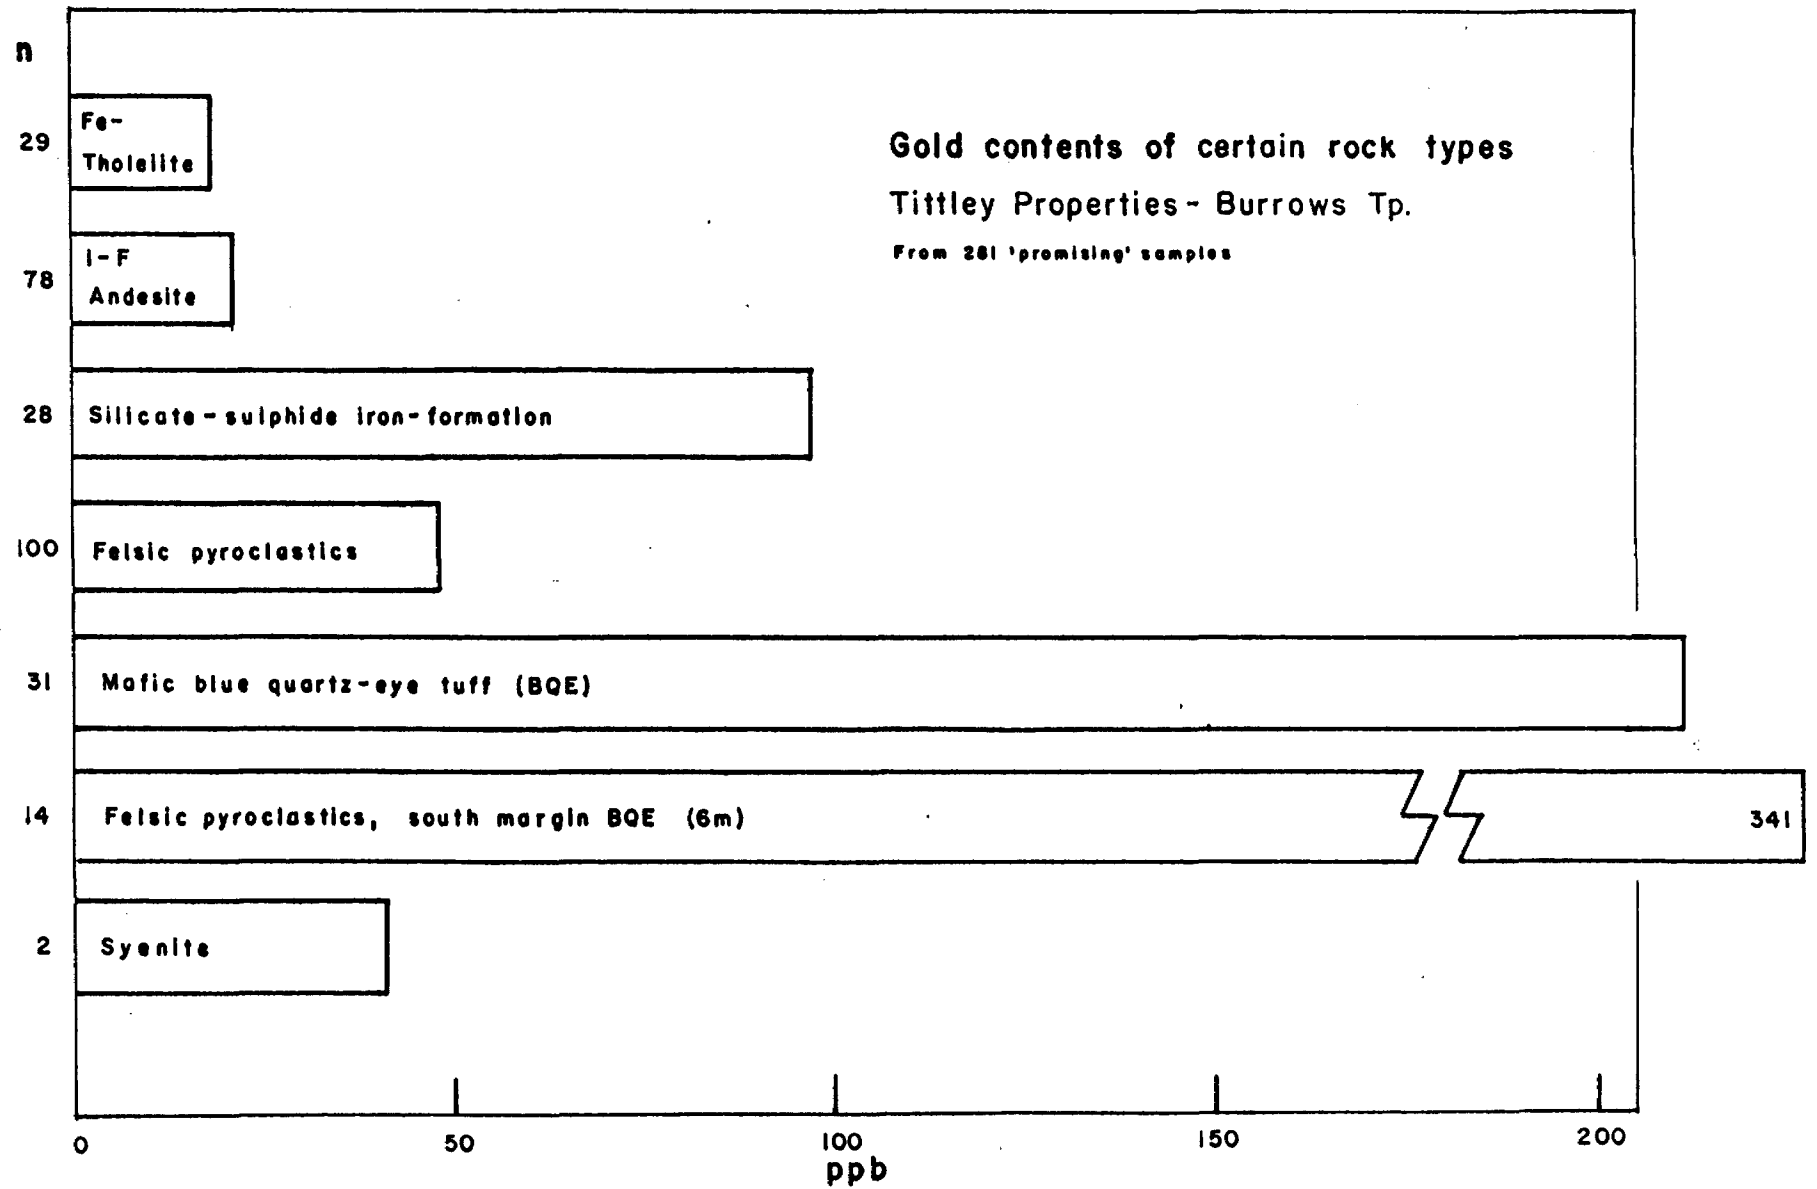 n
Gold contents of certain rock types
Tittley Properties - Burrows Tp.
From 281 'promising' samples
29
Fe-
Tholeiite
78
I-F
Andesite
28
Silicate-sulphide iron-formation
100
Felsic pyroclastics
31
Mafic blue quartz-eye tuff (BQE)
14
Felsic pyroclastics, south margin BQE (6m)
341
2
Syenite
0 50 100 150 200
ppb